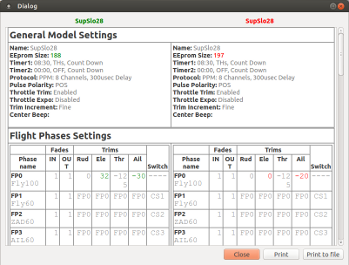 Dialog
SupSlo28 SupSlo28
General Model Settings
Name: SupSlo28 Name: SupSlo28
EEprom Size: 188 EEprom Size: 197
Timer1: 08:30, THs, Count Down Timer1: 08:30, THs, Count Down
Timer2: 00:00, OFF, Count Down Timer2: 00:00, OFF, Count Down
Protocol: PPM: 8 Channels, 300usec Delay Protocol: PPM: 8 Channels, 300usec Delay
Pulse Polarity: POS Pulse Polarity: POS
Throttle Trim: Enabled Throttle Trim: Enabled
Throttle Expo: Disabled Throttle Expo: Disabled
Trim Increment: Fine Trim Increment: Fine
Center Beep: Center Beep:
Flight Phases Settings
Fades Trims Fades Trims
Phase name IN OUT Rud Ele Thr Ail Switch Phase name IN OUT Rud Ele Thr Ail Switch
FP0 Fly100 1 1 0 32 -125 -30 ---- FP0 Fly100 1 1 0 0 -125 -20 ----
FP1 Fly60 1 1 FP0 FP0 FP0 FP0 CS1 FP1 Fly60 1 1 FP0 FP0 FP0 FP0 CS1
FP2 ZAD60 1 1 FP0 FP0 FP0 FP0 CS2 FP2 ZAD60 1 1 FP0 FP0 FP0 FP0 CS2
FP3 AIL60 1 1 FP0 FP0 FP0 FP0 CS3 FP3 AIL60 1 1 FP0 FP0 FP0 FP0 CS3
Close Print Print to file